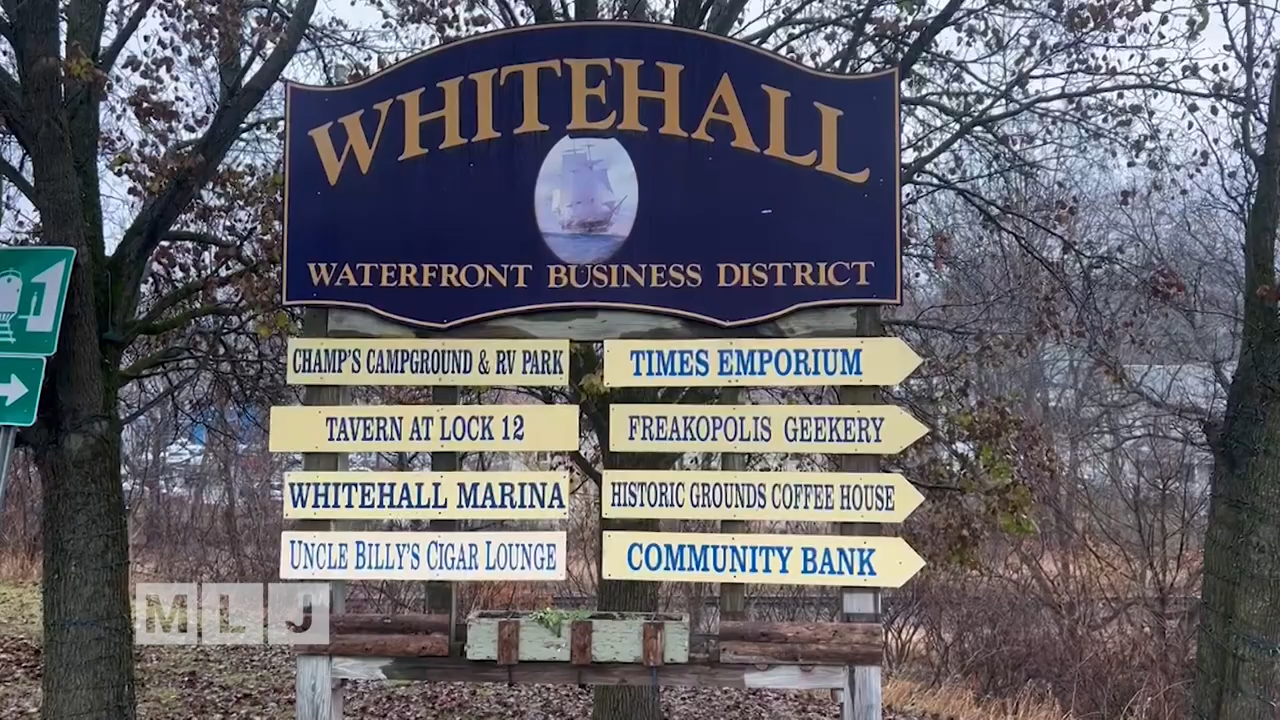 WHITEHALL
WATERFRONT BUSINESS DISTRICT
CHAMP'S CAMPGROUND & RV PARK
TAVERN AT LOCK 12
WHITEHALL MARINA
UNCLE BILLY'S CIGAR LOUNGE
TIMES EMPORIUM
FREAKOPOLIS GEEKERY
HISTORIC GROUNDS COFFEE HOUSE
COMMUNITY BANK
MLJ